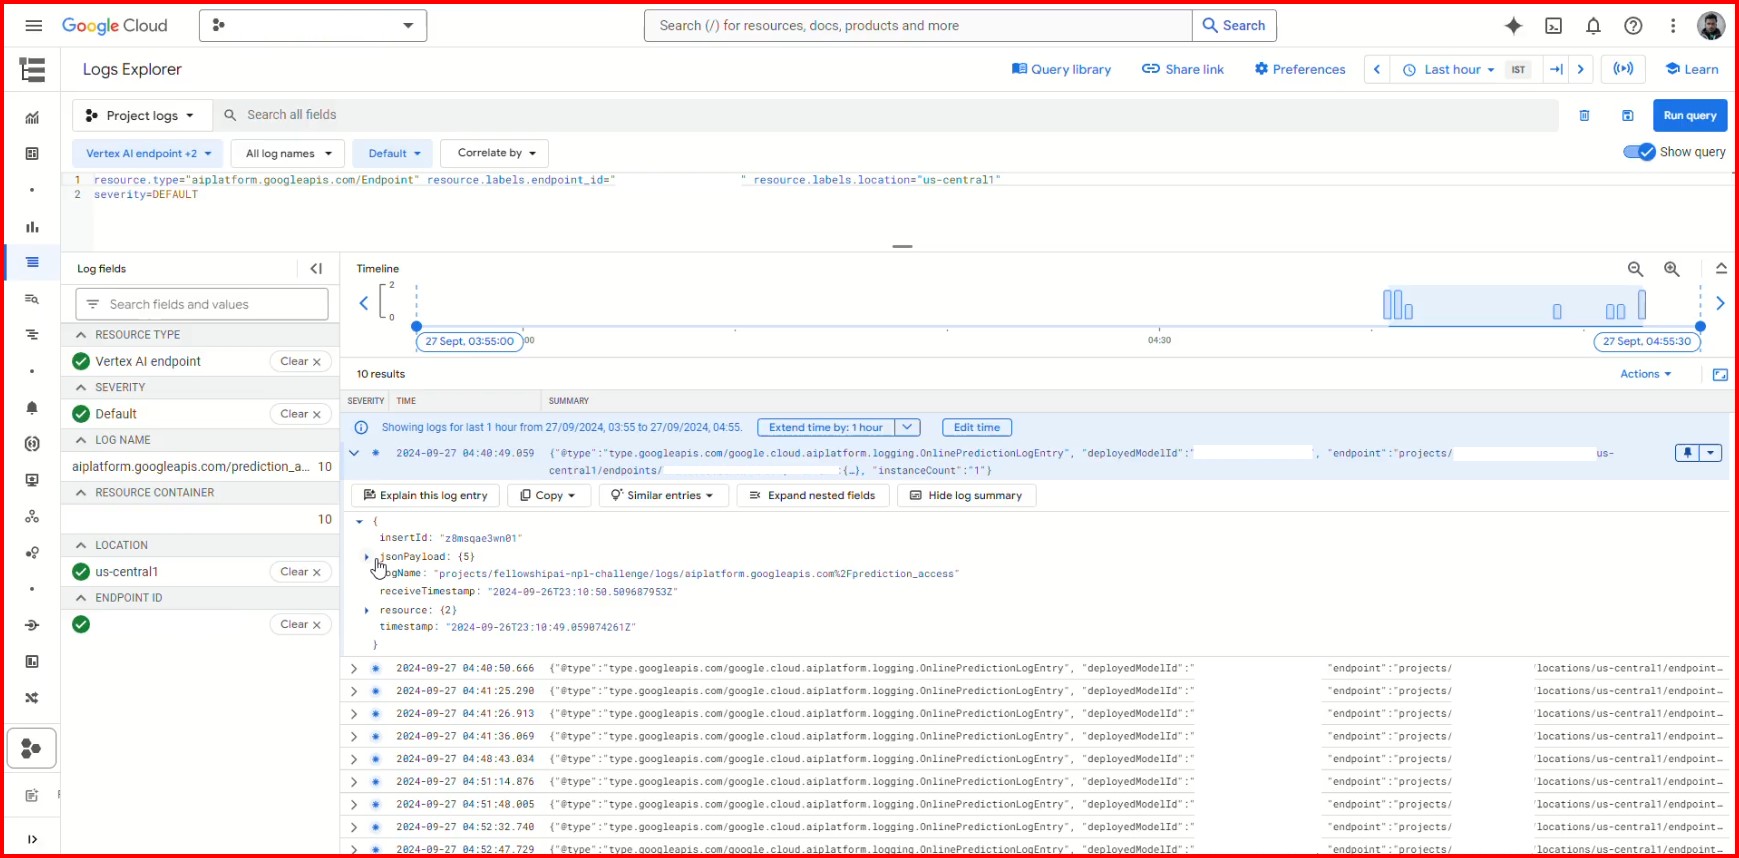 Google Cloud
Search (/) for resources, docs, products and more
Search
Logs Explorer
Query library
Share link
Preferences
Last hour
IST
Learn
Project logs
Search all fields
Run query
Vertex AI endpoint +2
All log names
Default
Correlate by
Show query
1 resource.type="aiplatform.googleapis.com/Endpoint" resource.labels.endpoint_id=" " resource.labels.location="us-central1"
2 severity=DEFAULT
Log fields
Search fields and values
RESOURCE TYPE
Vertex AI endpoint
Clear
SEVERITY
Default
Clear
LOG NAME
aiplatform.googleapis.com/prediction_a... 10
RESOURCE CONTAINER
10
LOCATION
us-central1
Clear
ENDPOINT ID
Clear
Timeline
2
0
27 Sept, 03:55:00
:00
04:30
27 Sept, 04:55:30
10 results
Actions
SEVERITY TIME SUMMARY
Showing logs for last 1 hour from 27/09/2024, 03:55 to 27/09/2024, 04:55.
Extend time by: 1 hour
Edit time
2024-09-27 04:40:49.059 {"@type":"type.googleapis.com/google.cloud.aiplatform.logging.OnlinePredictionLogEntry", "deployedModelId":" ", "endpoint":"projects/ us-
central1/endpoints/ :{…}, "instanceCount":"1"}
Explain this log entry
Copy
Similar entries
Expand nested fields
Hide log summary
{
insertId: "z8msqae3wn01"
jsonPayload: {5}
ogName: "projects/fellowshipai-npl-challenge/logs/aiplatform.googleapis.com%2Fprediction_access"
receiveTimestamp: "2024-09-26T23:10:50.509687953Z"
resource: {2}
timestamp: "2024-09-26T23:10:49.059074261Z"
}
2024-09-27 04:40:50.666 {"@type":"type.googleapis.com/google.cloud.aiplatform.logging.OnlinePredictionLogEntry", "deployedModelId":" "endpoint":"projects/ 'locations/us-central1/endpoint…
2024-09-27 04:41:25.290 {"@type":"type.googleapis.com/google.cloud.aiplatform.logging.OnlinePredictionLogEntry", "deployedModelId":" "endpoint":"projects/ 'locations/us-central1/endpoint…
2024-09-27 04:41:26.913 {"@type":"type.googleapis.com/google.cloud.aiplatform.logging.OnlinePredictionLogEntry", "deployedModelId":" "endpoint":"projects/ 'locations/us-central1/endpoint…
2024-09-27 04:41:36.069 {"@type":"type.googleapis.com/google.cloud.aiplatform.logging.OnlinePredictionLogEntry", "deployedModelId":" "endpoint":"projects/ 'locations/us-central1/endpoint…
2024-09-27 04:48:43.034 {"@type":"type.googleapis.com/google.cloud.aiplatform.logging.OnlinePredictionLogEntry", "deployedModelId":" "endpoint":"projects/ 'locations/us-central1/endpoint…
2024-09-27 04:51:14.876 {"@type":"type.googleapis.com/google.cloud.aiplatform.logging.OnlinePredictionLogEntry", "deployedModelId":" "endpoint":"projects/ 'locations/us-central1/endpoint…
2024-09-27 04:51:48.005 {"@type":"type.googleapis.com/google.cloud.aiplatform.logging.OnlinePredictionLogEntry", "deployedModelId":" "endpoint":"projects/ 'locations/us-central1/endpoint…
2024-09-27 04:52:32.740 {"@type":"type.googleapis.com/google.cloud.aiplatform.logging.OnlinePredictionLogEntry", "deployedModelId":" "endpoint":"projects/ 'locations/us-central1/endpoint…
2024-09-27 04:52:47.729 {"@type":"type.googleapis.com/google.cloud.aiplatform.logging.OnlinePredictionLogEntry", "deployedModelId":" "endpoint":"projects/ 'locations/us-central1/endpoint…